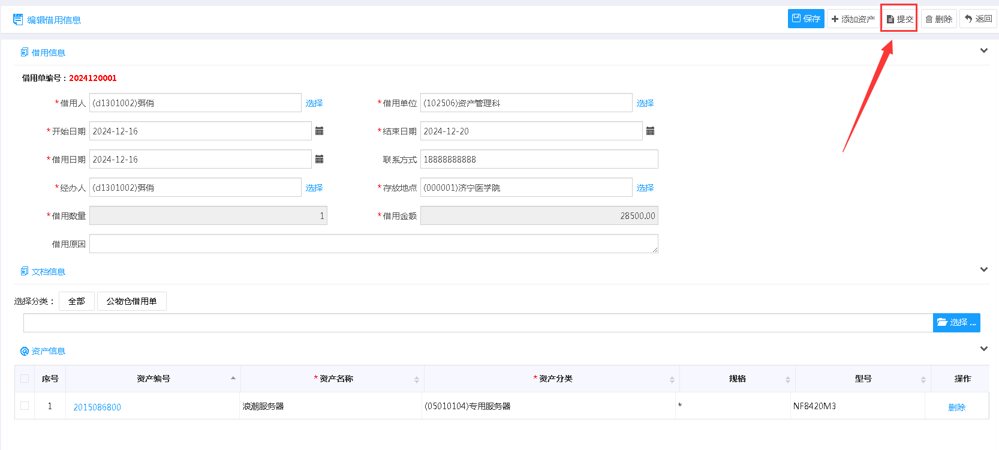 编辑借用信息 保存 添加资产 提交 删除 返回
借用信息
借用单编号：2024120001
*借用人 (d1301002)弭俏 选择 *借用单位 (102506)资产管理科 选择
*开始日期 2024-12-16 *结束日期 2024-12-20
*借用日期 2024-12-16 联系方式 18888888888
*经办人 (d1301002)弭俏 选择 *存放地点 (000001)济宁医学院 选择
*借用数量 1 *借用金额 28500.00
借用原因
文档信息
选择分类： 全部 公物仓借用单
选择 ...
资产信息
序号 资产编号 *资产名称 *资产分类 规格 型号 操作
1 2015086800 浪潮服务器 (05010104)专用服务器 * NF8420M3 删除